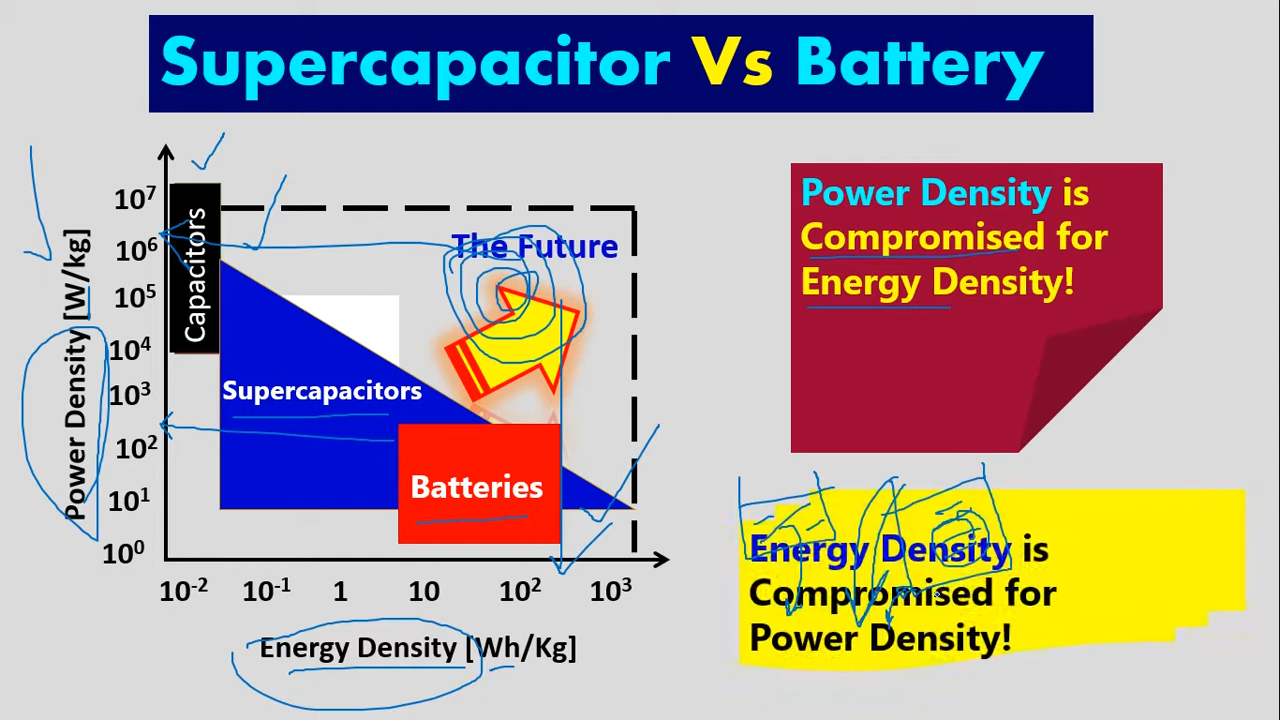 Supercapacitor Vs Battery
10⁷
10⁶
10⁵
10⁴
10³
10²
10¹
10⁰
Power Density [W/kg]
Capacitors
The Future
Supercapacitors
Batteries
10⁻² 10⁻¹ 1 10 10² 10³
Energy Density [Wh/Kg]
Power Density is
Compromised for
Energy Density!
Energy Density is
Compromised for
Power Density!